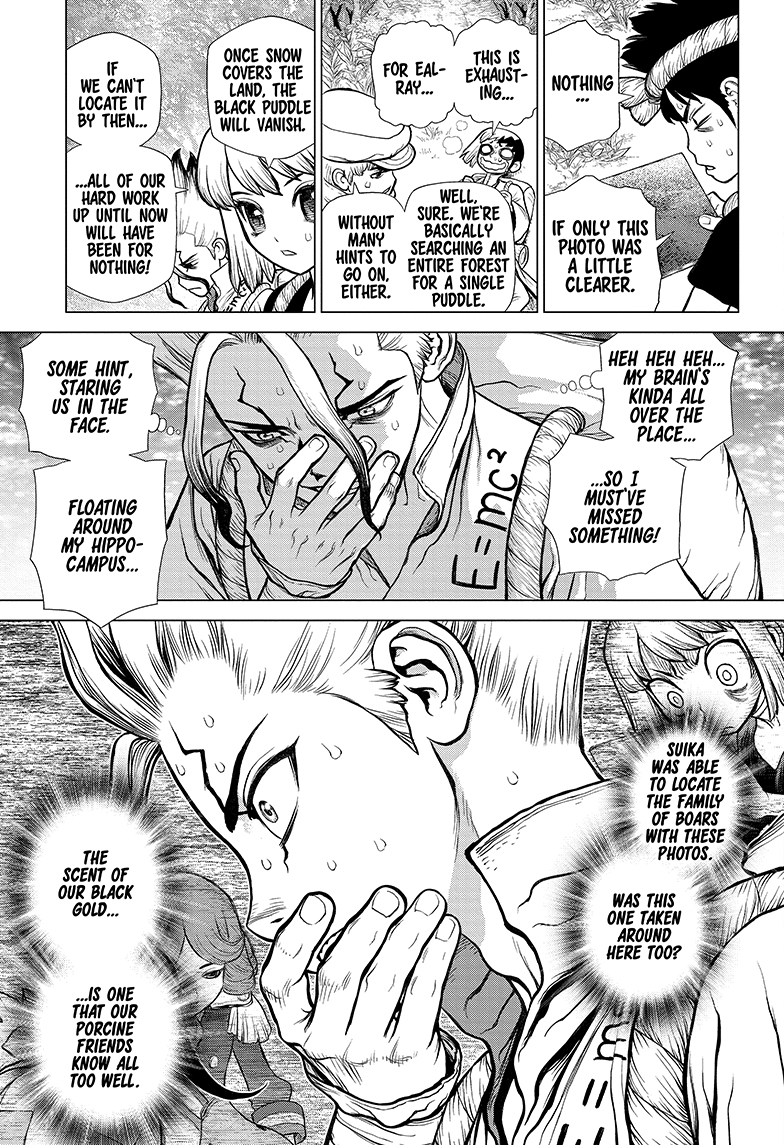 NOTHING
...
IF ONLY THIS
PHOTO WAS
A LITTLE
CLEARER.
THIS IS
EXHAUST-
ING...
FOR EAL-
RAY...
WELL,
SURE. WE'RE
BASICALLY
SEARCHING AN
ENTIRE FOREST
FOR A SINGLE
PUDDLE.
WITHOUT
MANY
HINTS TO
GO ON,
EITHER.
ONCE SNOW
COVERS THE
LAND, THE
BLACK PUDDLE
WILL VANISH.
IF
WE CAN'T
LOCATE IT
BY THEN...
...ALL OF OUR
HARD WORK
UP UNTIL NOW
WILL HAVE
BEEN FOR
NOTHING!
HEH HEH HEH...
MY BRAIN'S
KINDA ALL
OVER THE
PLACE...
...SO I
MUST'VE
MISSED
SOMETHING!
E=mc²
SOME HINT,
STARING
US IN THE
FACE.
FLOATING
AROUND
MY HIPPO-
CAMPUS...
SUIKA
WAS ABLE
TO LOCATE
THE FAMILY
OF BOARS
WITH THESE
PHOTOS.
WAS THIS
ONE TAKEN
AROUND
HERE TOO?
THE
SCENT OF
OUR BLACK
GOLD...
...IS ONE
THAT OUR
PORCINE
FRIENDS
KNOW ALL
TOO WELL.
= m